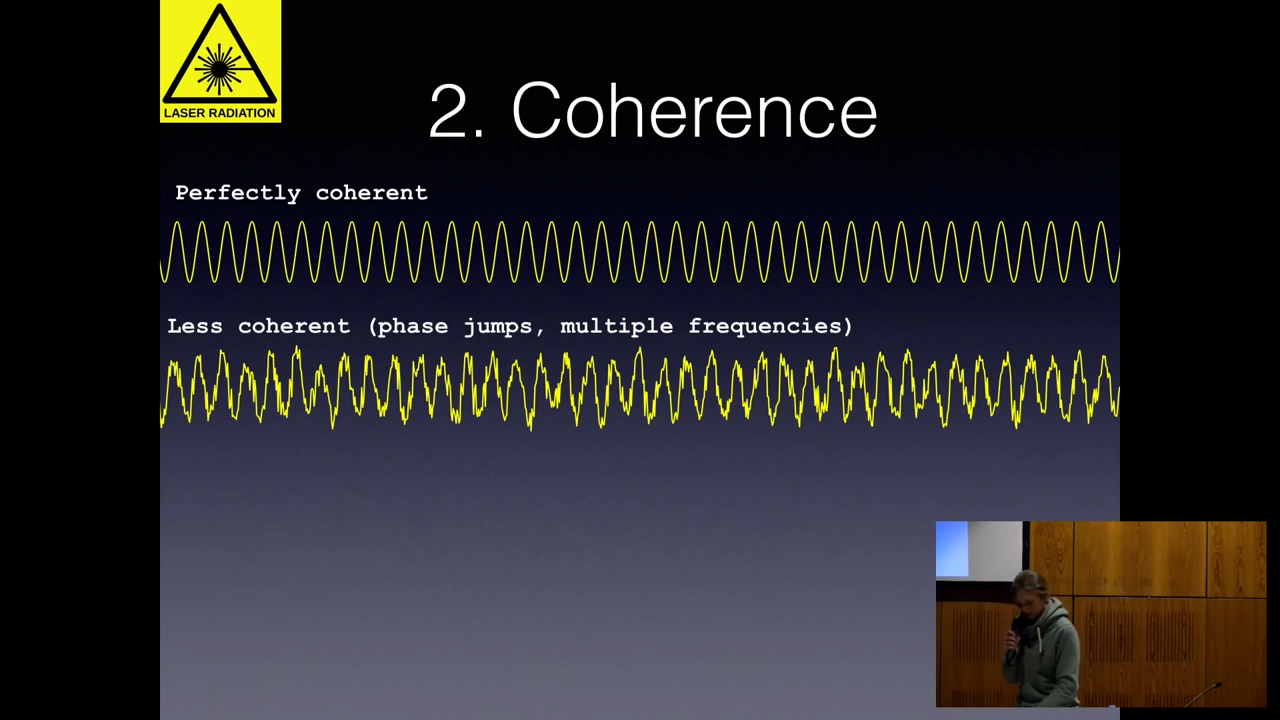 LASER RADIATION
2. Coherence
Perfectly coherent
Less coherent (phase jumps, multiple frequencies)